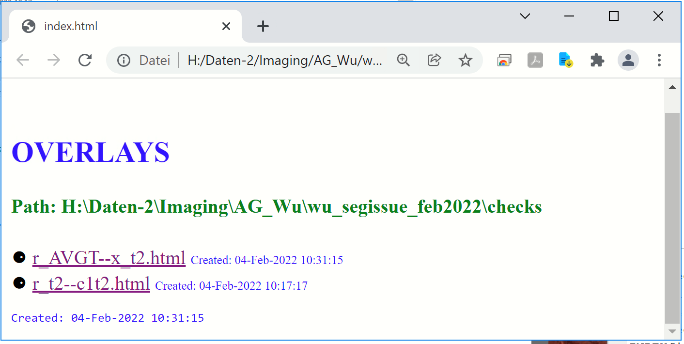 index.html
Datei | H:/Daten-2/Imaging/AG_Wu/w...
OVERLAYS
Path: H:\Daten-2\Imaging\AG_Wu\wu_segissue_feb2022\checks
r_AVGT--x_t2.html Created: 04-Feb-2022 10:31:15
r_t2--c1t2.html Created: 04-Feb-2022 10:17:17
Created: 04-Feb-2022 10:31:15